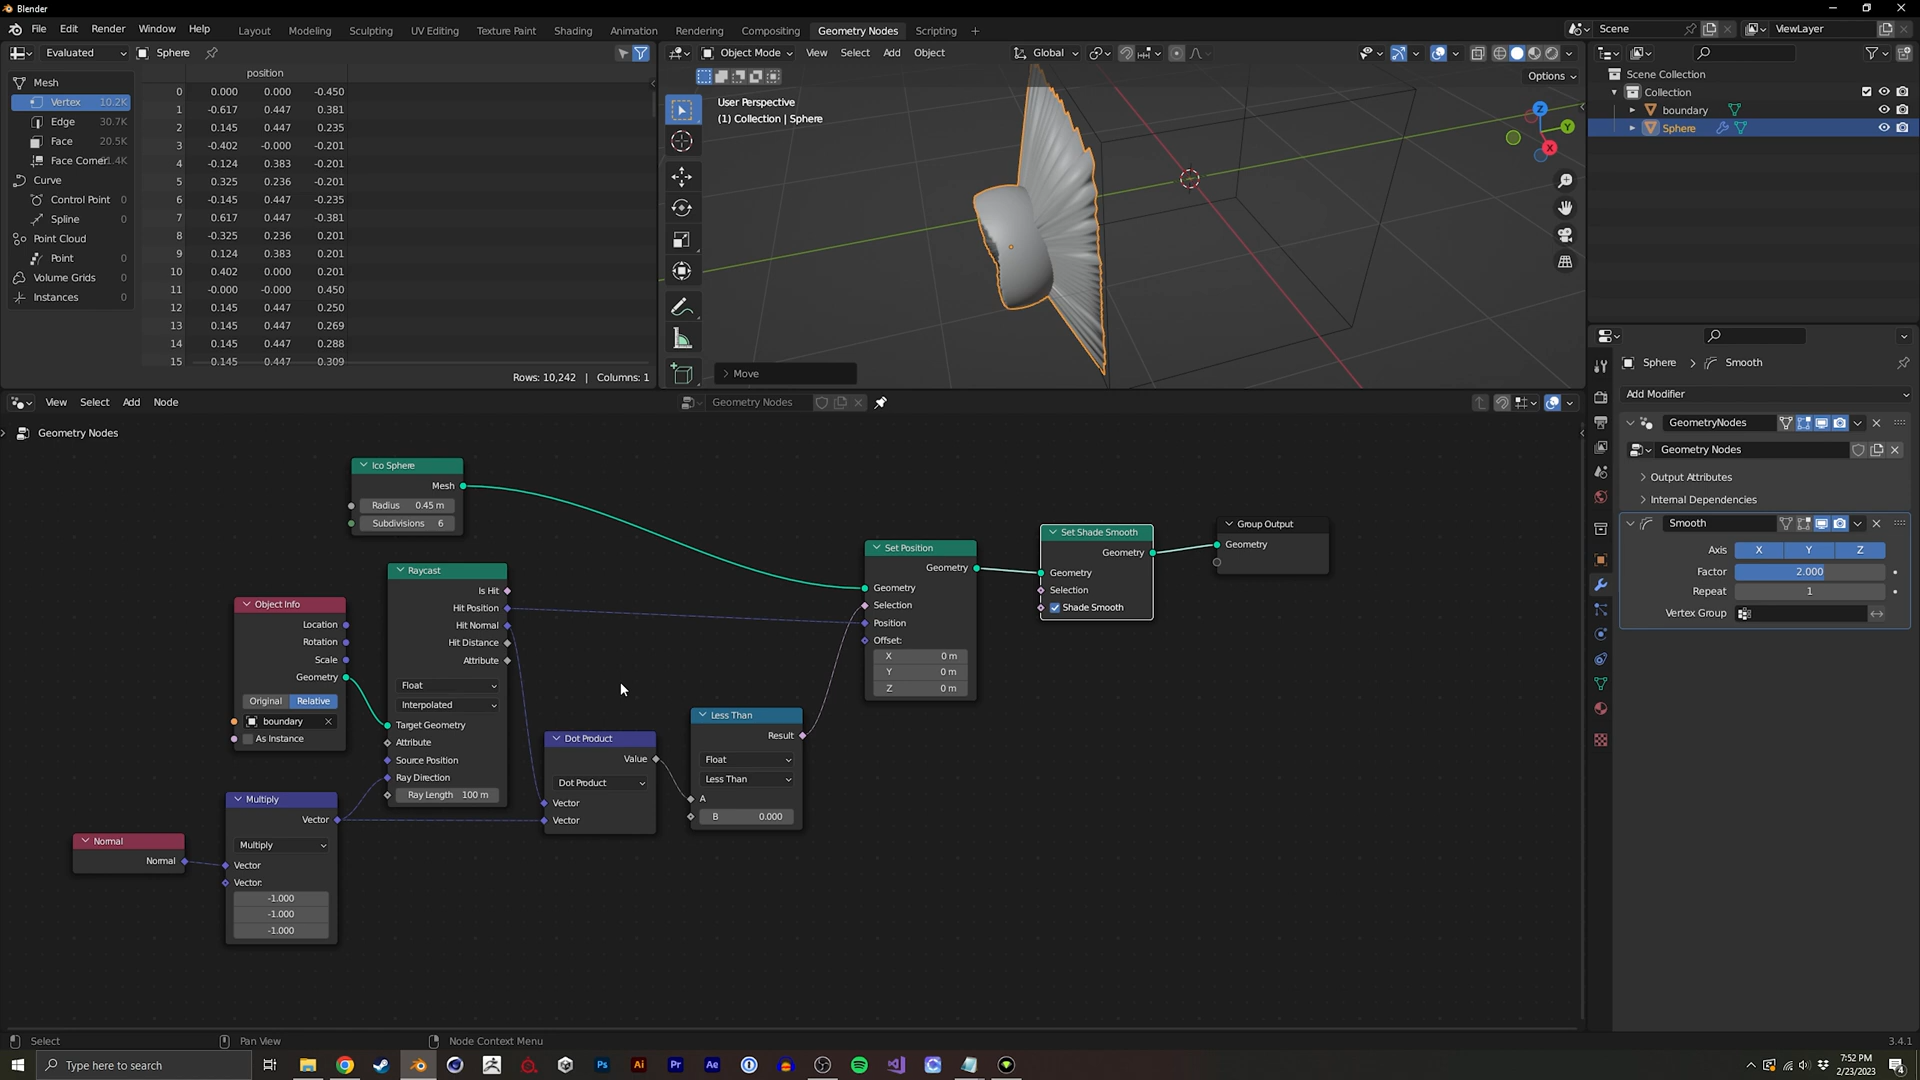 Blender
File Edit Render Window Help
Layout Modeling Sculpting UV Editing Texture Paint Shading Animation Rendering Compositing Geometry Nodes Scripting +
Scene
ViewLayer
Evaluated
Sphere
Mesh
Vertex 10.2K
Edge 30.7K
Face 20.5K
Face Corner
Curve
Control Point 0
Spline 0
Point Cloud
Point 0
Volume Grids 0
Instances 0
position
0 0.000 0.000 -0.450
1 -0.617 0.447 0.381
2 0.145 0.447 0.235
3 -0.402 -0.000 -0.201
4 -0.124 0.383 -0.201
5 0.325 0.236 -0.201
6 -0.145 0.447 -0.235
7 0.617 0.447 -0.381
8 -0.325 0.236 0.201
9 0.124 0.383 0.201
10 0.402 0.000 0.201
11 -0.000 -0.000 0.450
12 0.145 0.447 0.250
13 0.145 0.447 0.269
14 0.145 0.447 0.288
15 0.145 0.447 0.309
Rows: 10,242 | Columns: 1
Object Mode View Select Add Object
Global
Options
User Perspective
(1) Collection | Sphere
Z
Y
X
Move
Scene Collection
Collection
boundary
Sphere
Sphere > Smooth
Add Modifier
GeometryNodes
Geometry Nodes
Output Attributes
Internal Dependencies
Smooth
Axis X Y Z
Factor 2.000
Repeat 1
Vertex Group
View Select Add Node
Geometry Nodes
Geometry Nodes
Ico Sphere
Mesh
Radius 0.45 m
Subdivisions 6
Raycast
Is Hit
Hit Position
Hit Normal
Hit Distance
Attribute
Float
Interpolated
Target Geometry
Attribute
Source Position
Ray Direction
Ray Length 100 m
Object Info
Location
Rotation
Scale
Geometry
Original Relative
boundary
As Instance
Multiply
Vector
Multiply
Vector
Vector:
-1.000
-1.000
-1.000
Normal
Normal
Dot Product
Value
Dot Product
Vector
Vector
Less Than
Result
Float
Less Than
A
B 0.000
Set Position
Geometry
Geometry
Selection
Position
Offset:
X 0 m
Y 0 m
Z 0 m
Set Shade Smooth
Geometry
Geometry
Selection
Shade Smooth
Group Output
Geometry
Select
Pan View
Node Context Menu
3.4.1
Type here to search
Ps
Ai
Pr
Ae
7:52 PM
2/23/2023
4